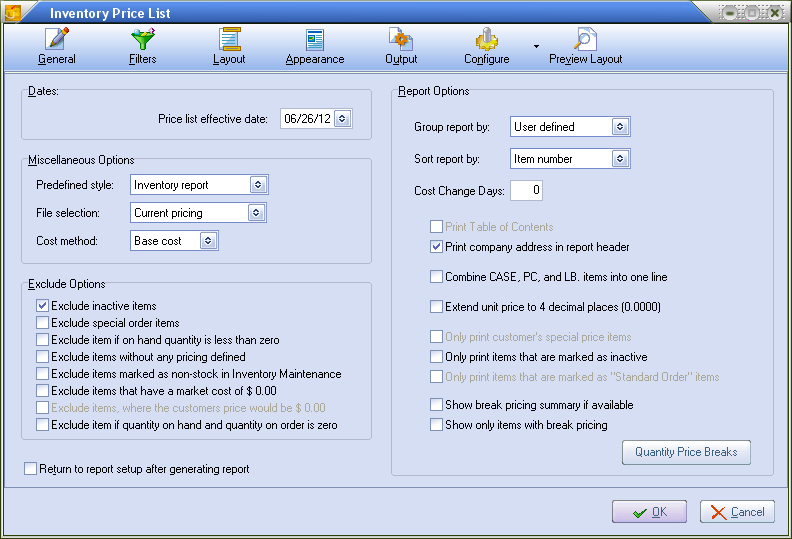 Inventory Price List
General
Filters
Layout
Appearance
Output
Configure
Preview Layout
Dates:
Price list effective date: 06/26/12
Miscellaneous Options
Predefined style: Inventory report
File selection: Current pricing
Cost method: Base cost
Exclude Options
Exclude inactive items
Exclude special order items
Exclude item if on hand quantity is less than zero
Exclude items without any pricing defined
Exclude items marked as non-stock in Inventory Maintenance
Exclude items that have a market cost of $ 0.00
Exclude items, where the customers price would be $ 0.00
Exclude item if quantity on hand and quantity on order is zero
Return to report setup after generating report
Report Options
Group report by: User defined
Sort report by: Item number
Cost Change Days: 0
Print Table of Contents
Print company address in report header
Combine CASE, PC, and LB. items into one line
Extend unit price to 4 decimal places (0.0000)
Only print customer's special price items
Only print items that are marked as inactive
Only print items that are marked as "Standard Order" items
Show break pricing summary if available
Show only items with break pricing
Quantity Price Breaks
OK
Cancel